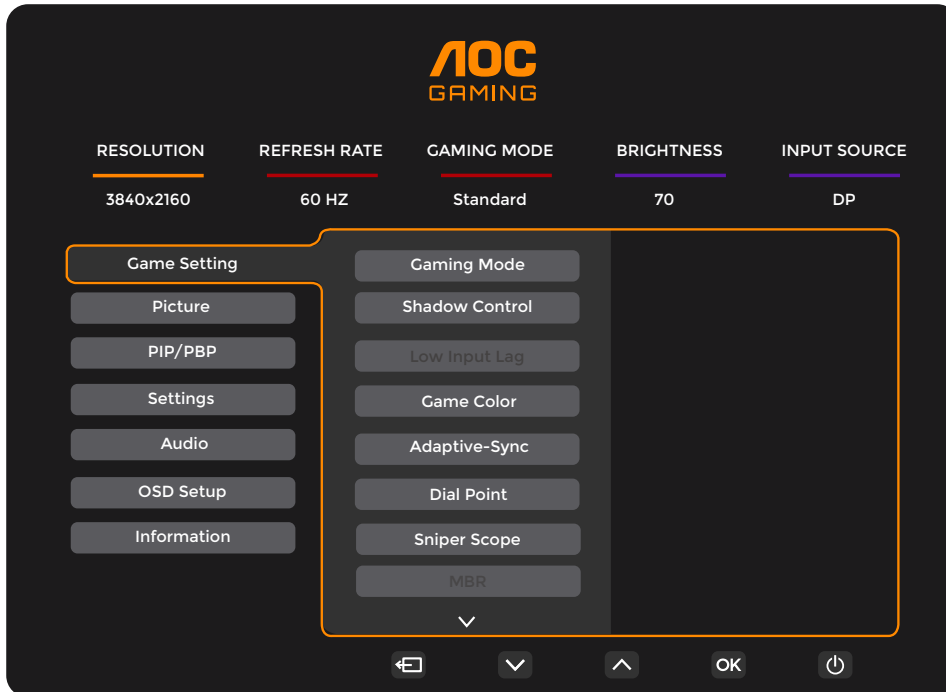 AOC
GAMING
RESOLUTION REFRESH RATE GAMING MODE BRIGHTNESS INPUT SOURCE
3840x2160 60 HZ Standard 70 DP
Game Setting
Picture
PIP/PBP
Settings
Audio
OSD Setup
Information
Gaming Mode
Shadow Control
Low Input Lag
Game Color
Adaptive-Sync
Dial Point
Sniper Scope
MBR
OK